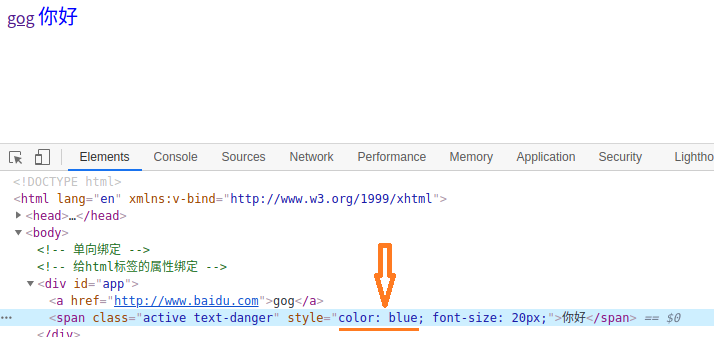 gog 你好
Elements Console Sources Network Performance Memory Application Security Lightho
<!DOCTYPE html>
<html lang="en" xmlns:v-bind="http://www.w3.org/1999/xhtml">
<head>…</head>
<body>
<!-- 单向绑定 -->
<!-- 给html标签的属性绑定 -->
<div id="app">
<a href="http://www.baidu.com">gog</a>
<span class="active text-danger" style="color: blue; font-size: 20px;">你好</span> == $0
</div>